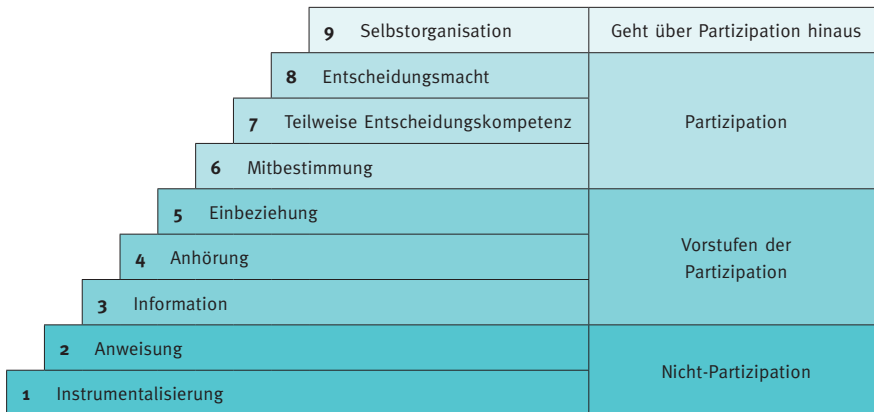 9 Selbstorganisation Geht über Partizipation hinaus
8 Entscheidungsmacht
7 Teilweise Entscheidungskompetenz Partizipation
6 Mitbestimmung
5 Einbeziehung
4 Anhörung
Vorstufen der
Partizipation
3 Information
2 Anweisung
Nicht-Partizipation
1 Instrumentalisierung